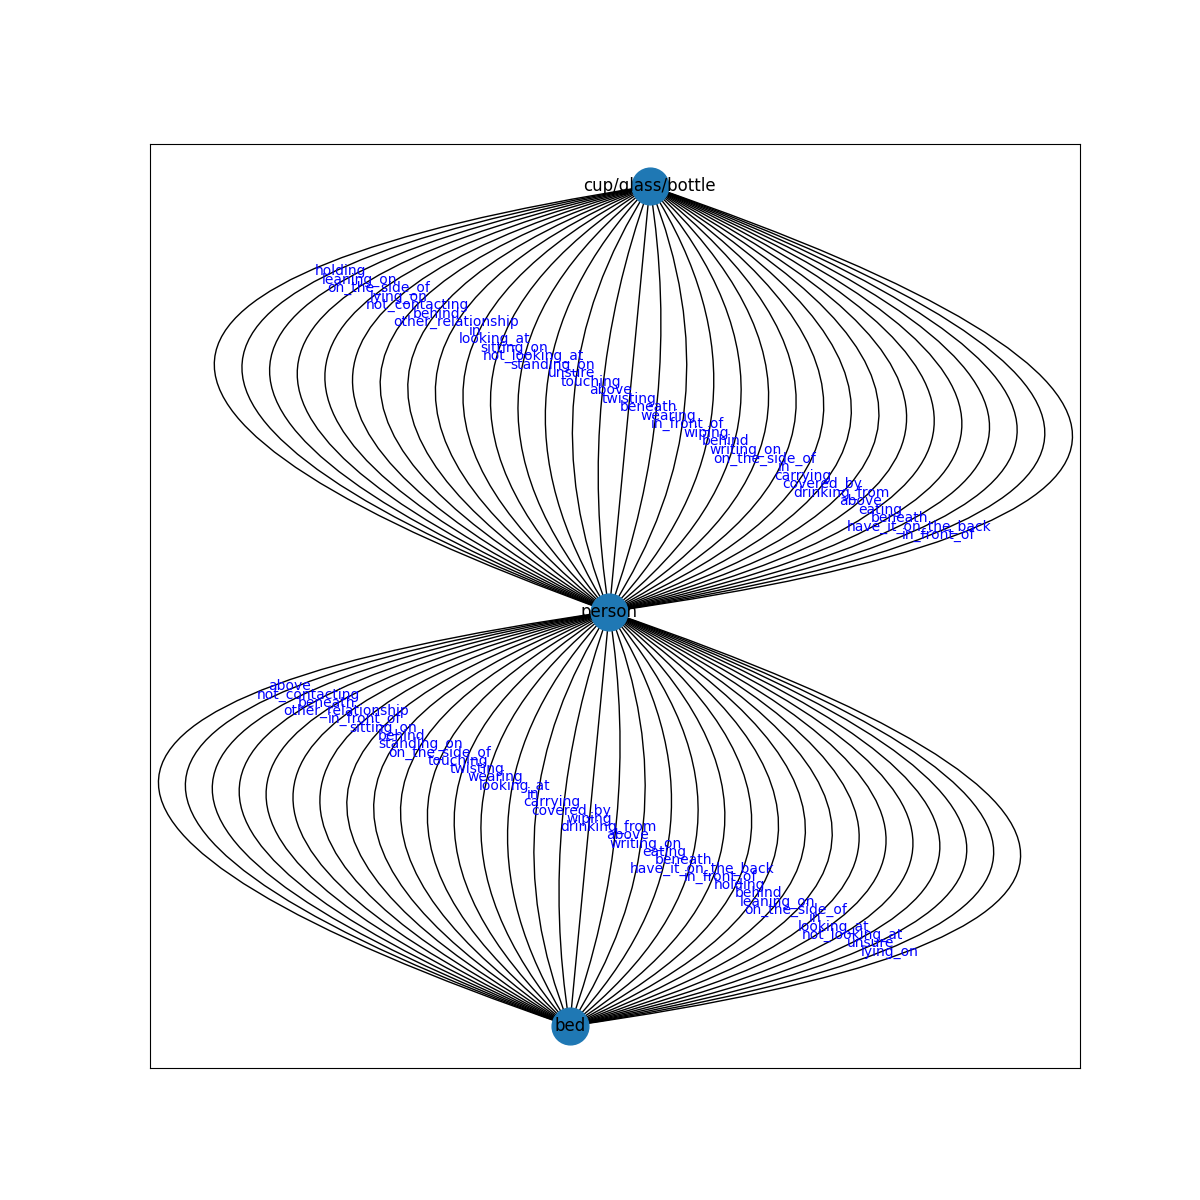 cup/glass/bottle
holding
leaning_on
on_the_side_of
lying_on
not_contacting
behind
other_relationship
in
looking_at
sitting_on
not_looking_at
standing_on
unsure
touching
above
twisting
beneath
wearing
in_front_of
wiping
behind
writing_on
on_the_side_of
in
carrying
covered_by
drinking_from
above
eating
beneath
have_it_on_the_back
in_front_of
person
above
not_contacting
beneath
other_relationship
in_front_of
sitting_on
behind
standing_on
on_the_side_of
touching
twisting
wearing
looking_at
in
carrying
covered_by
wiping
drinking_from
above
writing_on
eating
beneath
have_it_on_the_back
in_front_of
holding
behind
leaning_on
on_the_side_of
in
looking_at
not_looking_at
unsure
lying_on
bed